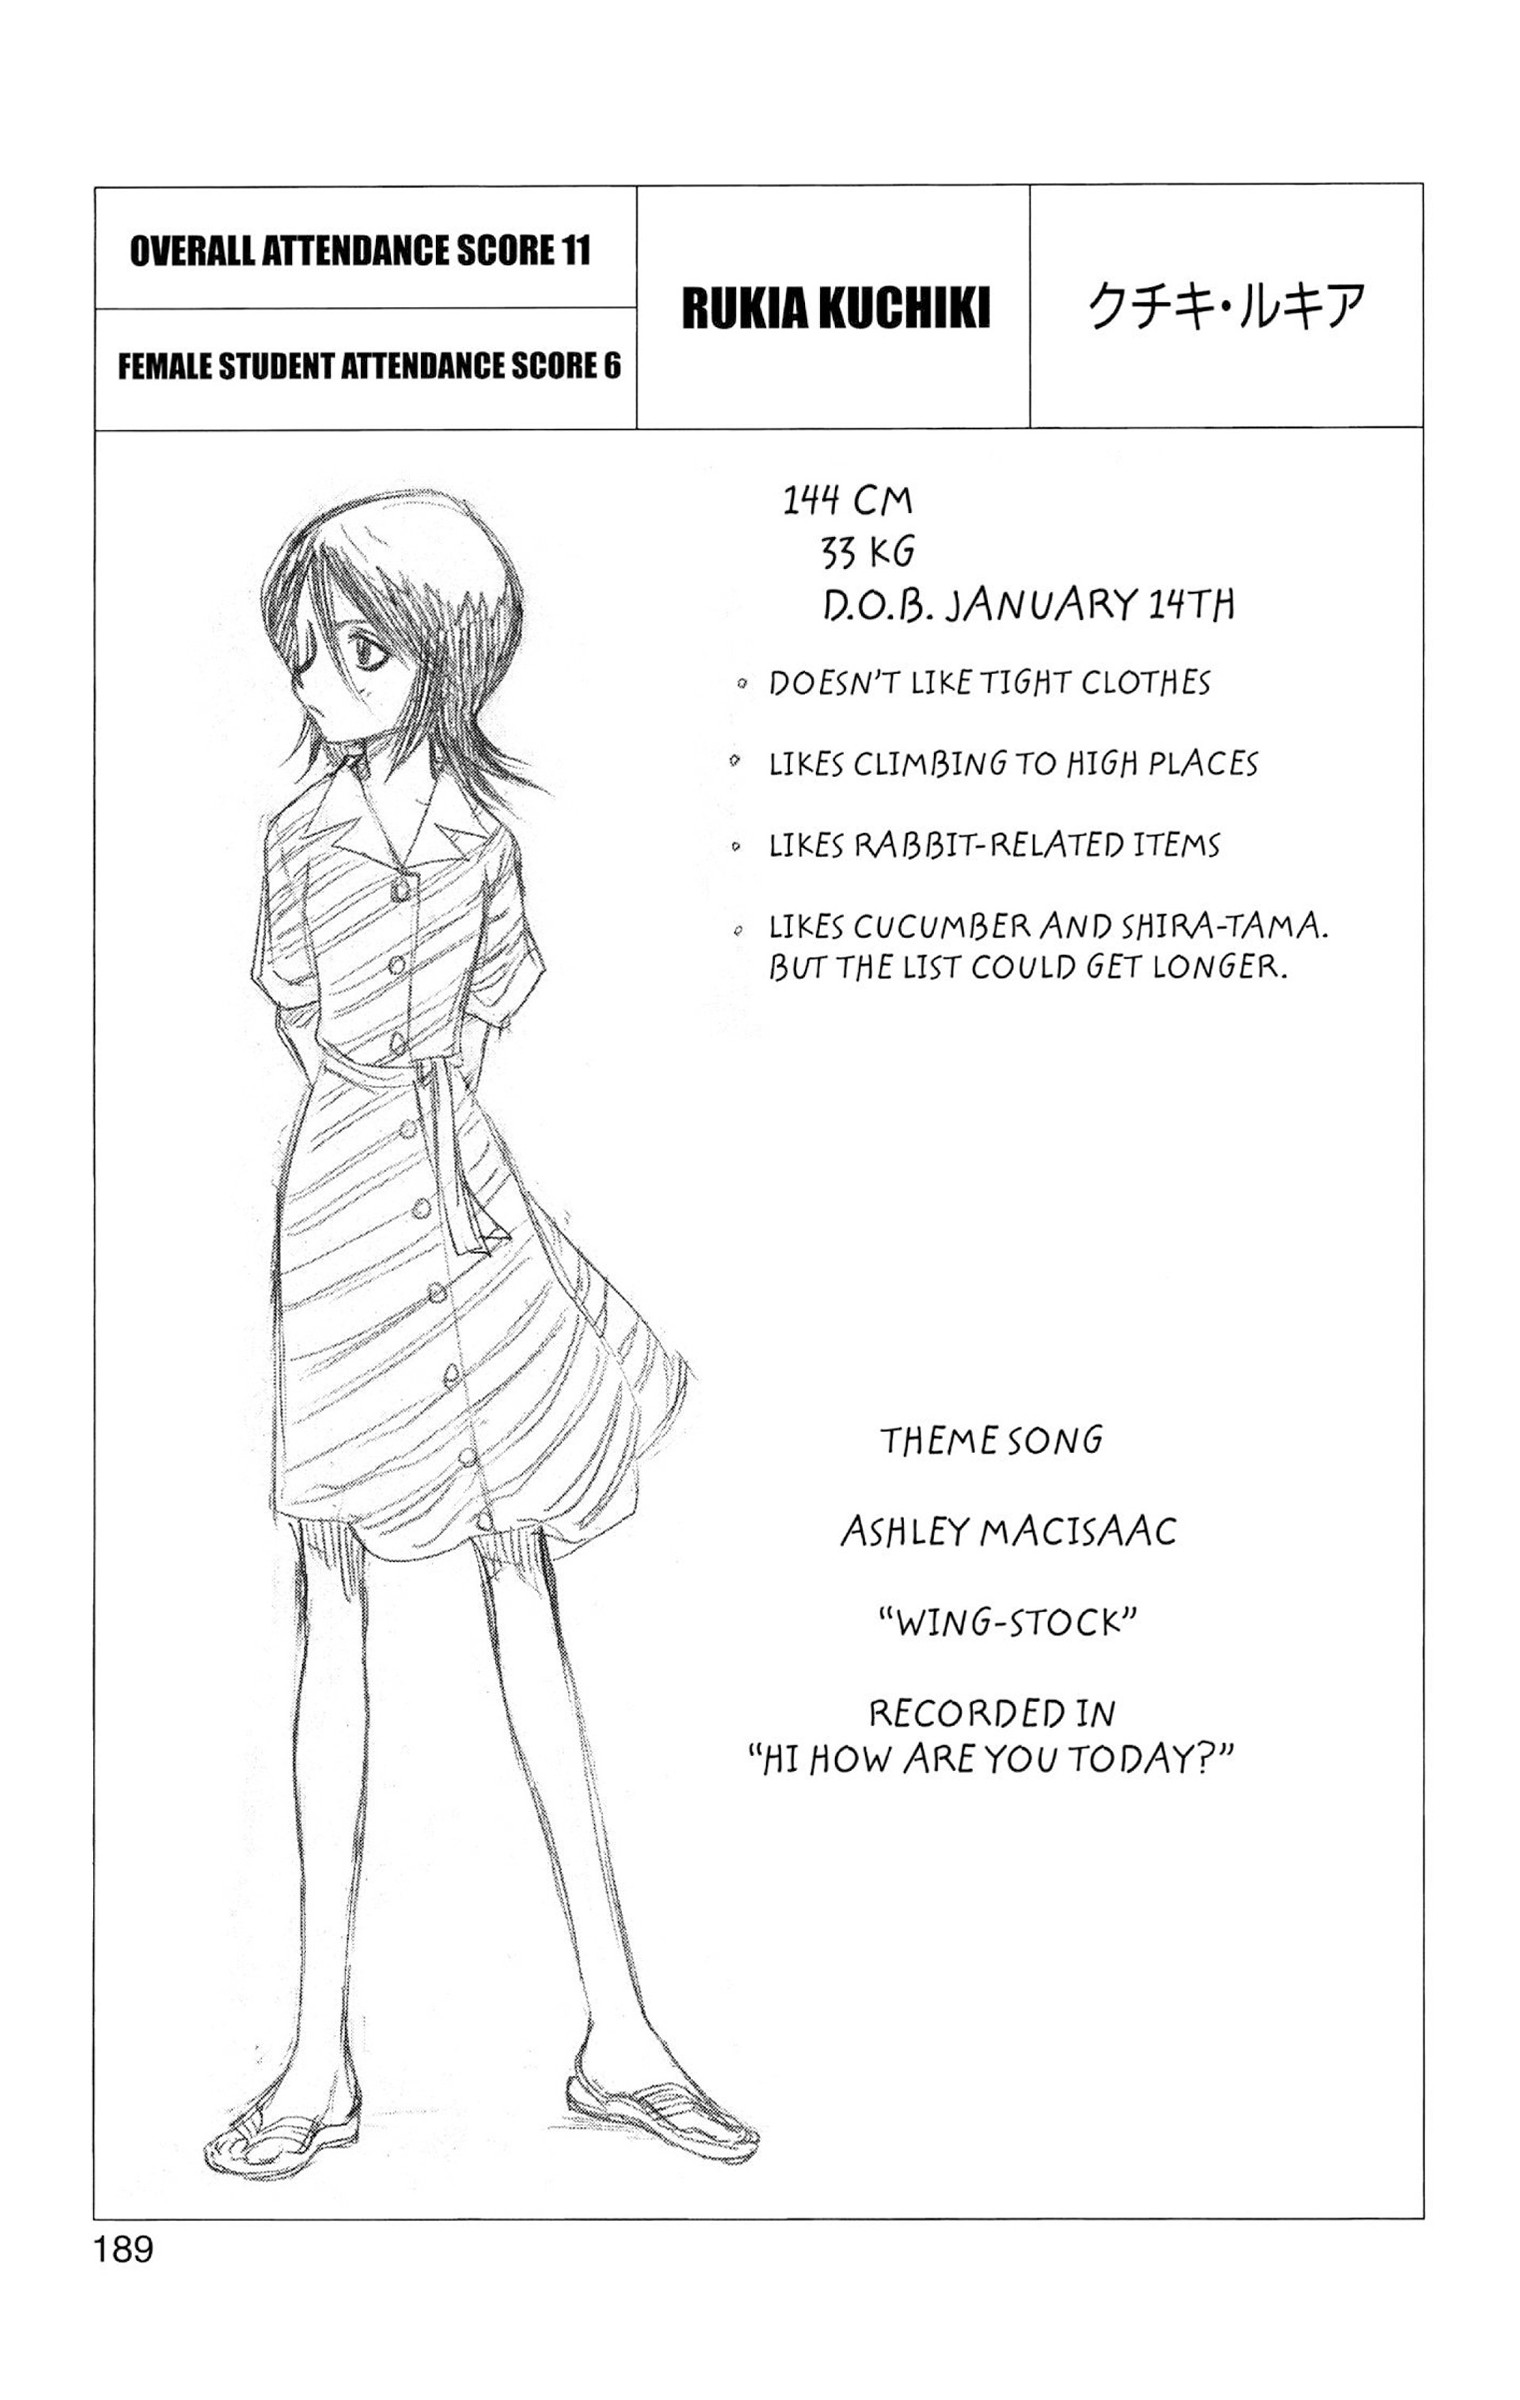 OVERALL ATTENDANCE SCORE 11
FEMALE STUDENT ATTENDANCE SCORE 6
RUKIA KUCHIKI
クチキ・ルキア
144 CM
33 KG
D.O.B. JANUARY 14TH
DOESN'T LIKE TIGHT CLOTHES
LIKES CLIMBING TO HIGH PLACES
LIKES RABBIT-RELATED ITEMS
LIKES CUCUMBER AND SHIRA-TAMA.
BUT THE LIST COULD GET LONGER.
THEME SONG
ASHLEY MACISAAC
“WING-STOCK”
RECORDED IN
“HI HOW ARE YOU TODAY?”
189